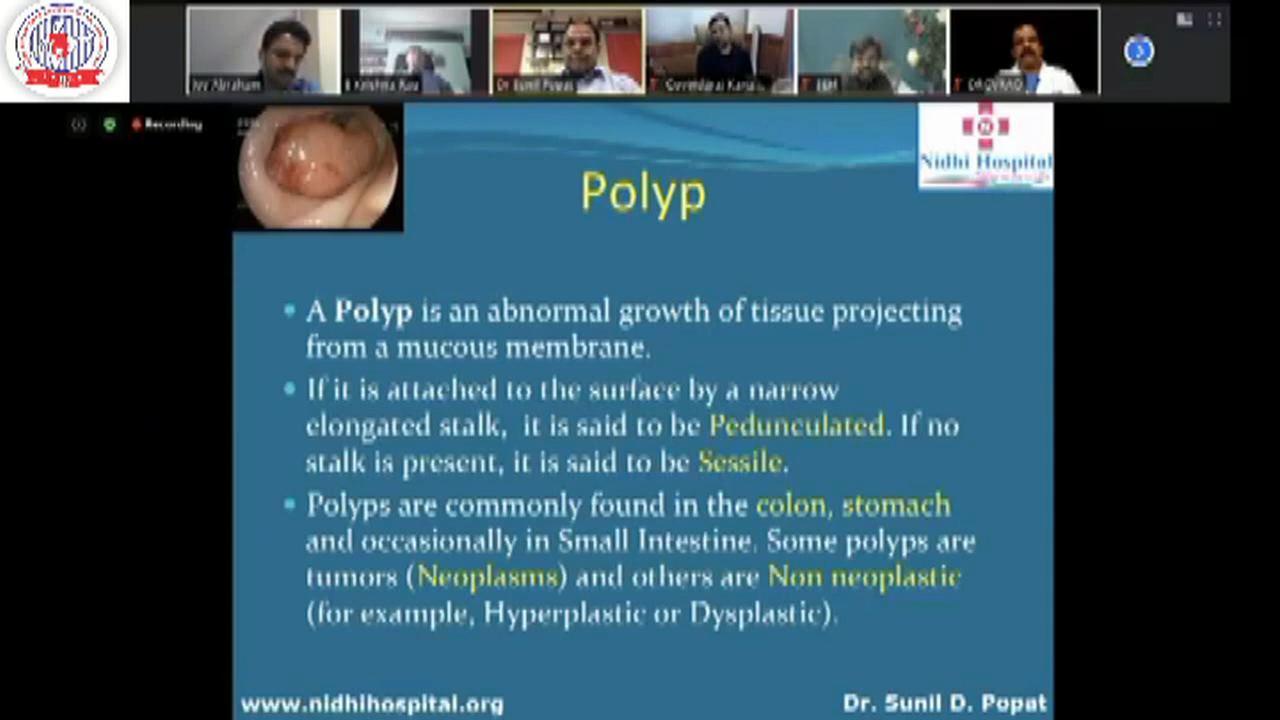 Dr Sunil Popat
Recording
Nidhi Hospital
Polyp
• A Polyp is an abnormal growth of tissue projecting
from a mucous membrane.
• If it is attached to the surface by a narrow
elongated stalk, it is said to be Pedunculated. If no
stalk is present, it is said to be Sessile.
• Polyps are commonly found in the colon, stomach
and occasionally in Small Intestine. Some polyps are
tumors (Neoplasms) and others are Non neoplastic
(for example, Hyperplastic or Dysplastic).
www.nidhihospital.org
Dr. Sunil D. Popat